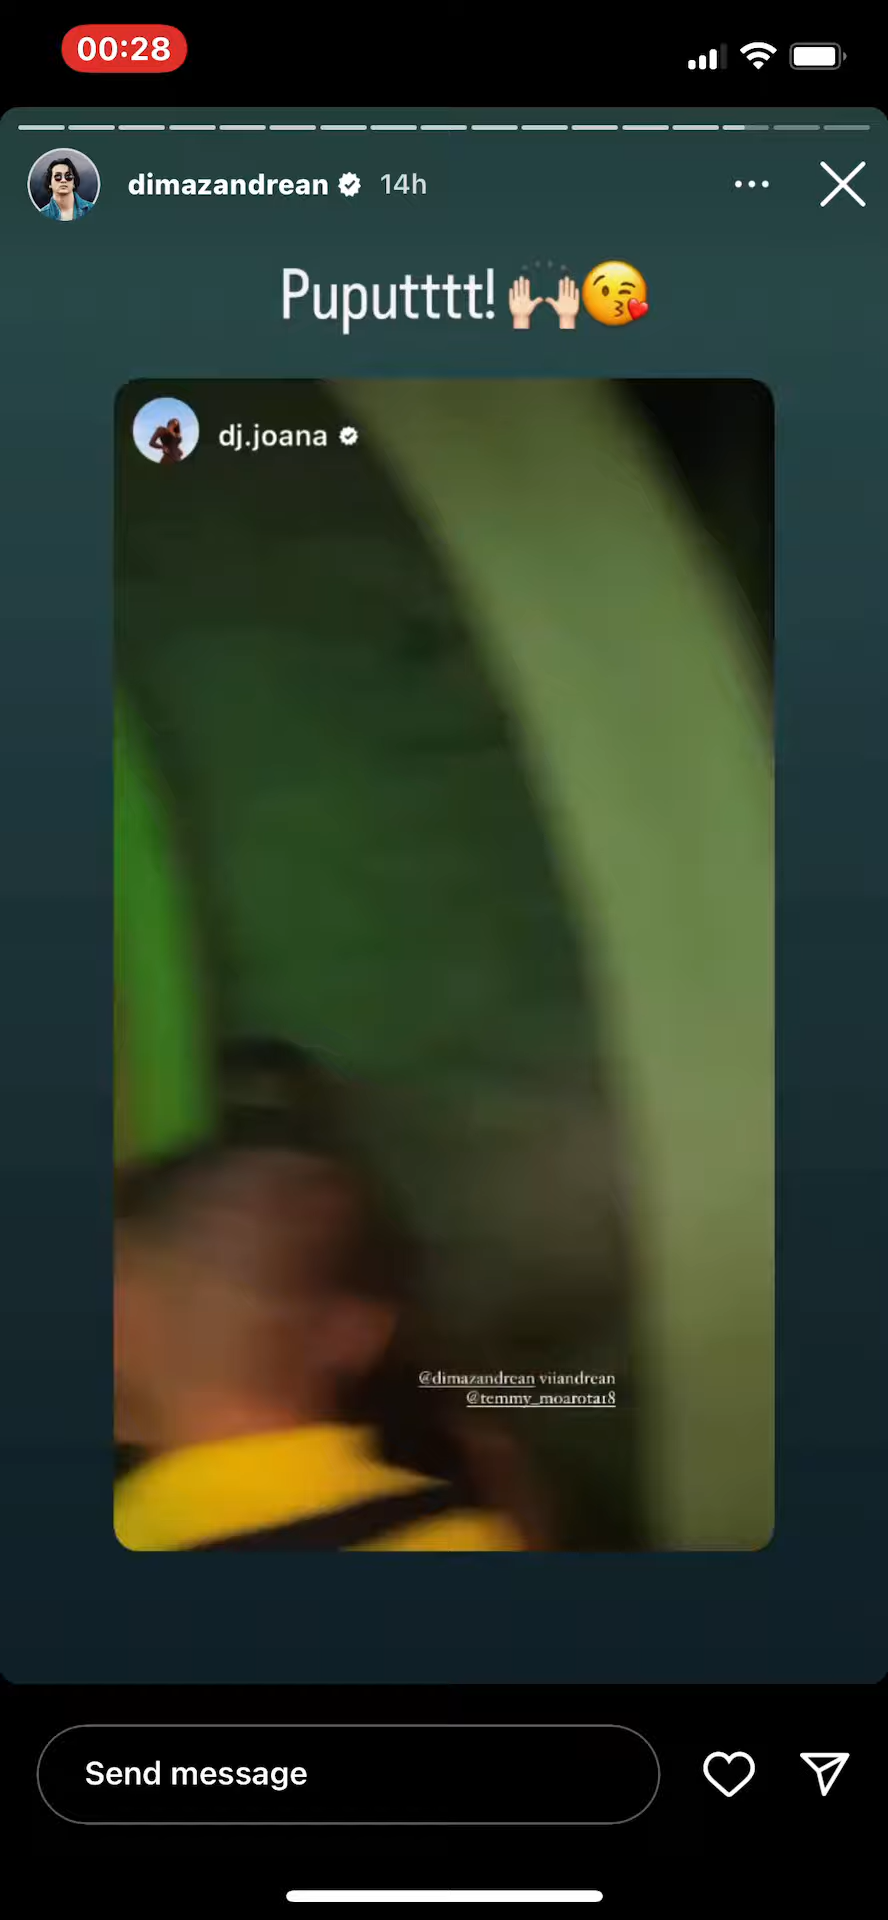 00:28
dimazandrean 14h
Puputttt! 🙌🏻😘
dj.joana
@dimazandrean viiandrean
@temmy_moarota18
Send message